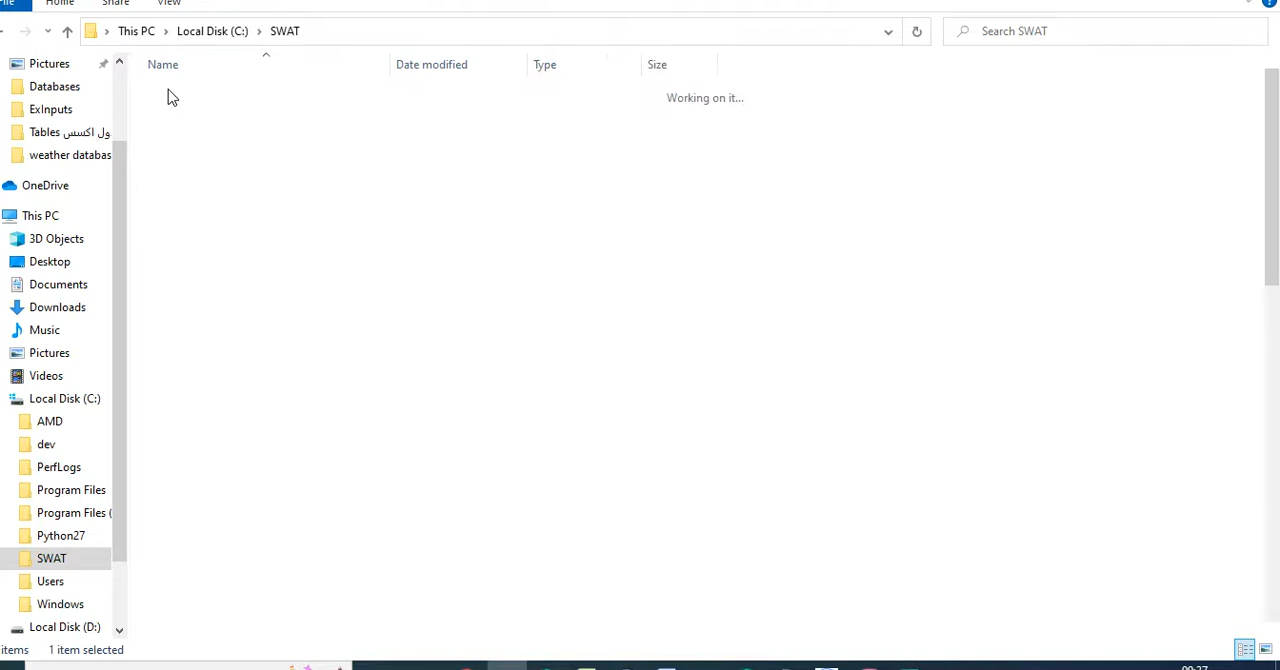 File Home Share View
This PC › Local Disk (C:) › SWAT
Search SWAT
Name Date modified Type Size
Working on it...
Pictures
Databases
ExInputs
Tables ول اکسس
weather databas
OneDrive
This PC
3D Objects
Desktop
Documents
Downloads
Music
Pictures
Videos
Local Disk (C:)
AMD
dev
PerfLogs
Program Files
Program Files (
Python27
SWAT
Users
Windows
Local Disk (D:)
items 1 item selected